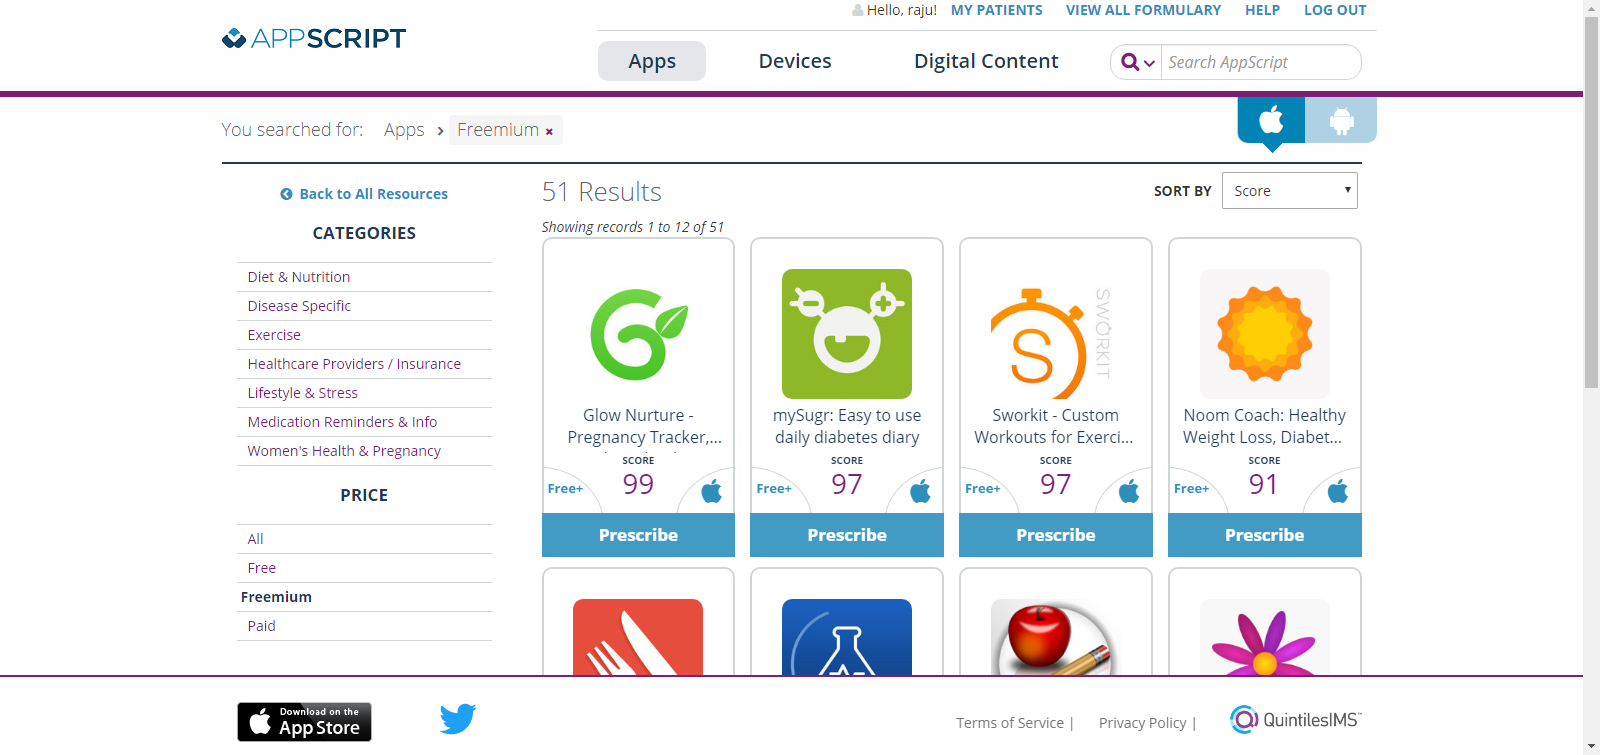 Hello, raju! MY PATIENTS VIEW ALL FORMULARY HELP LOG OUT
APPSCRIPT
Apps Devices Digital Content Search AppScript
You searched for: Apps › Freemium ×
Back to All Resources
CATEGORIES
Diet & Nutrition
Disease Specific
Exercise
Healthcare Providers / Insurance
Lifestyle & Stress
Medication Reminders & Info
Women's Health & Pregnancy
PRICE
All
Free
Freemium
Paid
51 Results
SORT BY Score
Showing records 1 to 12 of 51
Glow Nurture -
Pregnancy Tracker,...
SCORE
Free+ 99
Prescribe
mySugr: Easy to use
daily diabetes diary
SCORE
Free+ 97
Prescribe
SWORKIT
S
Sworkit - Custom
Workouts for Exerci...
SCORE
Free+ 97
Prescribe
Noom Coach: Healthy
Weight Loss, Diabet...
SCORE
Free+ 91
Prescribe
Download on the
App Store
Terms of Service |
Privacy Policy |
QuintilesIMS™